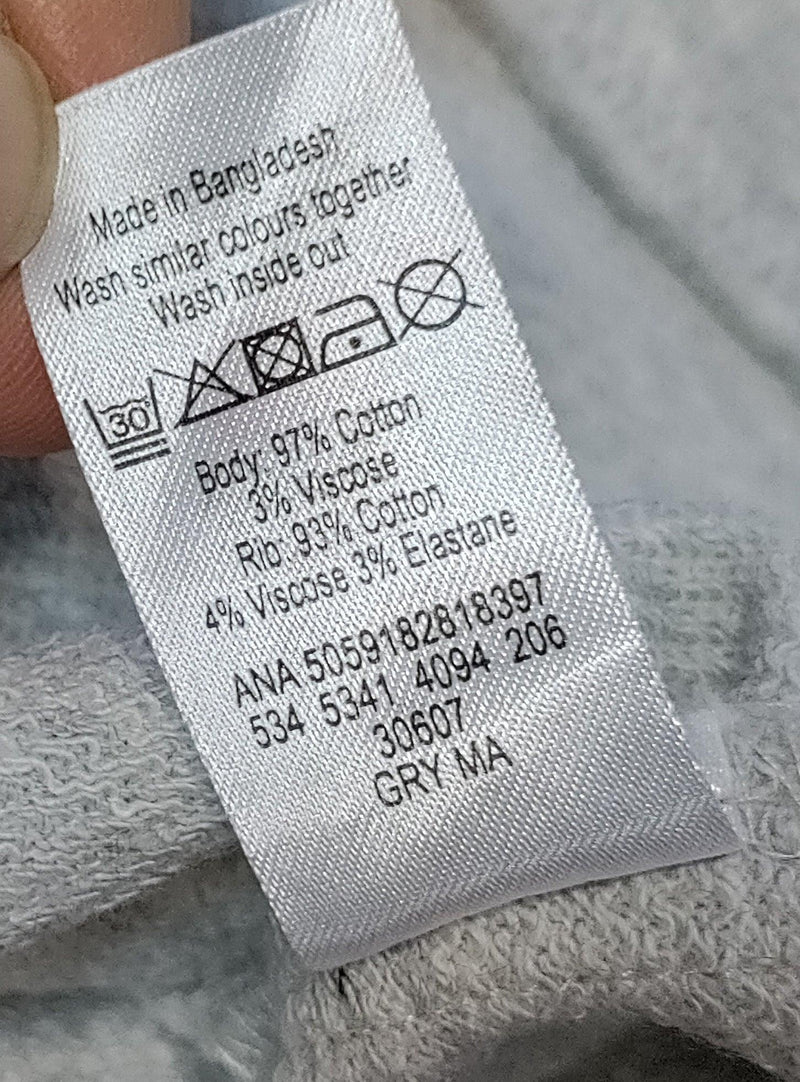 Made in Bangladesh
Wash similar colours together
Wash inside out
30
Body: 97% Cotton
3% Viscose
Rib: 93% Cotton
4% Viscose 3% Elastane
ANA 5059182818397
534 5341 4094 206
30607
GRY MA